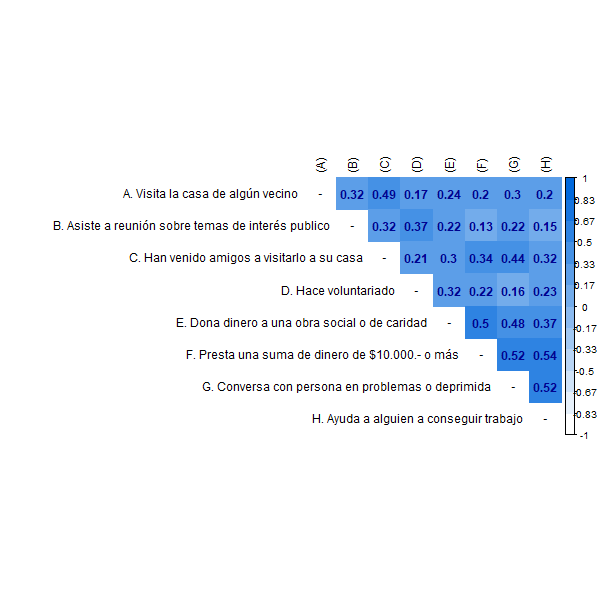 (A) (B) (C) (D) (E) (F) (G) (H)
A. Visita la casa de algún vecino - 0.32 0.49 0.17 0.24 0.2 0.3 0.2
B. Asiste a reunión sobre temas de interés publico - 0.32 0.37 0.22 0.13 0.22 0.15
C. Han venido amigos a visitarlo a su casa - 0.21 0.3 0.34 0.44 0.32
D. Hace voluntariado - 0.32 0.22 0.16 0.23
E. Dona dinero a una obra social o de caridad - 0.5 0.48 0.37
F. Presta una suma de dinero de $10.000.- o más - 0.52 0.54
G. Conversa con persona en problemas o deprimida - 0.52
H. Ayuda a alguien a conseguir trabajo -
1
0.83
0.67
0.5
0.33
0.17
0
-0.17
-0.33
-0.5
-0.67
-0.83
-1